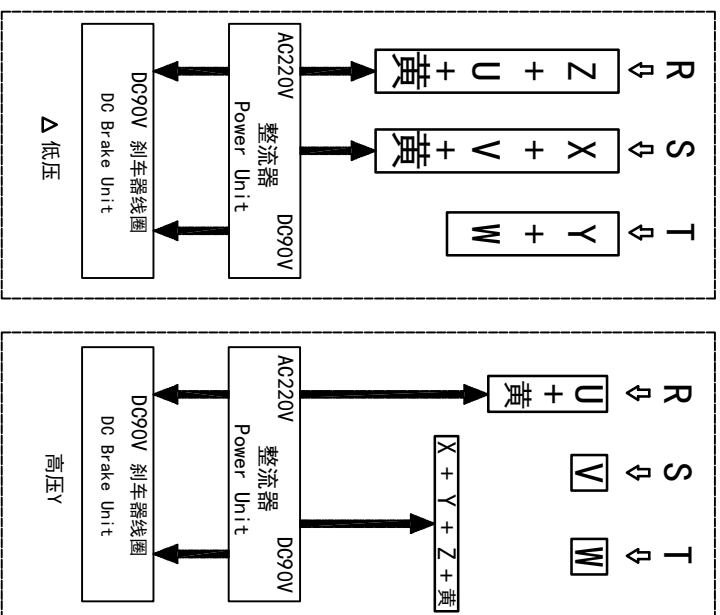 R S T
Z+U+黄
X+V+黄
Y+W
AC220V 整流器 DC90V
Power Unit
DC90V 刹车器线圈
DC Brake Unit
△ 低压
R S T
U+黄
V
W
X+Y+Z+黄
AC220V 整流器 DC90V
Power Unit
DC90V 刹车器线圈
DC Brake Unit
高压Y